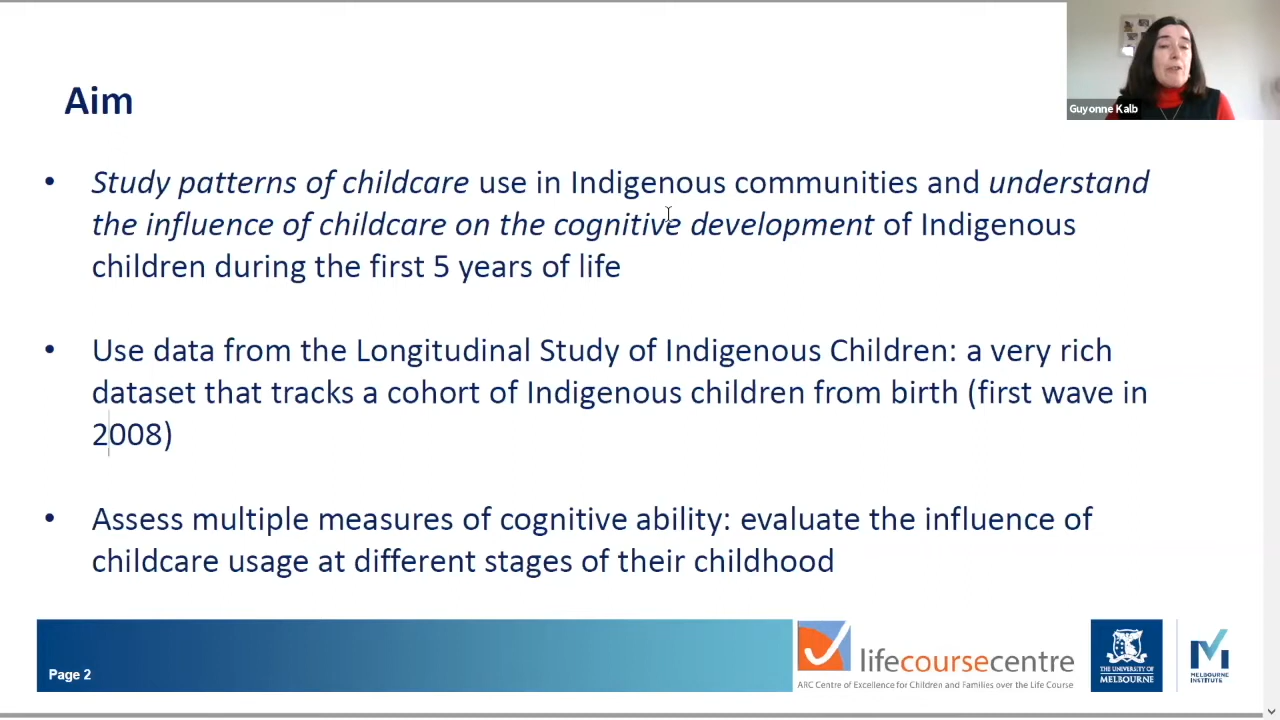 Guyonne Kalb
Aim
• Study patterns of childcare use in Indigenous communities and understand
the influence of childcare on the cognitive development of Indigenous
children during the first 5 years of life
• Use data from the Longitudinal Study of Indigenous Children: a very rich
dataset that tracks a cohort of Indigenous children from birth (first wave in
2008)
• Assess multiple measures of cognitive ability: evaluate the influence of
childcare usage at different stages of their childhood
Page 2
lifecoursecentre
ARC Centre of Excellence for Children and Families over the Life Course
THE UNIVERSITY OF
MELBOURNE
MELBOURNE
INSTITUTE